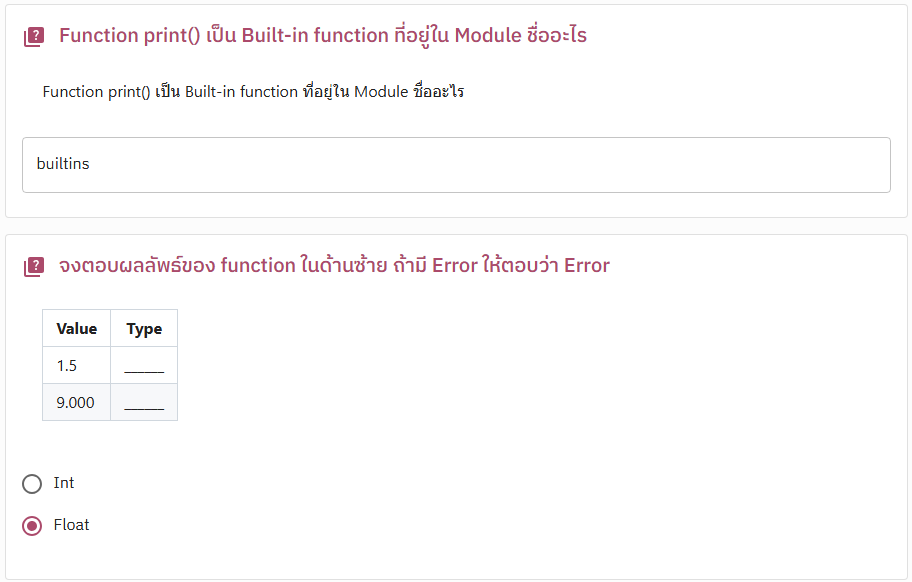 Function print() เป็น Built-in function ที่อยู่ใน Module ชื่ออะไร
Function print() เป็น Built-in function ที่อยู่ใน Module ชื่ออะไร
builtins
จงตอบผลลัพธ์ของ function ในด้านซ้าย ถ้ามี Error ให้ตอบว่า Error
Value Type
1.5 ______
9.000 ______
Int
Float